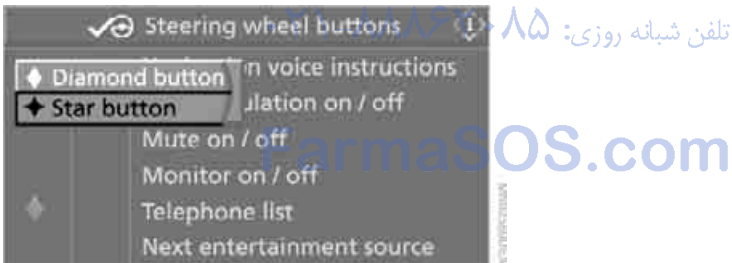 Steering wheel buttons
تلفن شبانه روزی:
n voice instructions
Diamond button
Star button
ulation on / off
Mute on / off
FarmaSOS.com
Monitor on / off
Telephone list
Next entertainment source